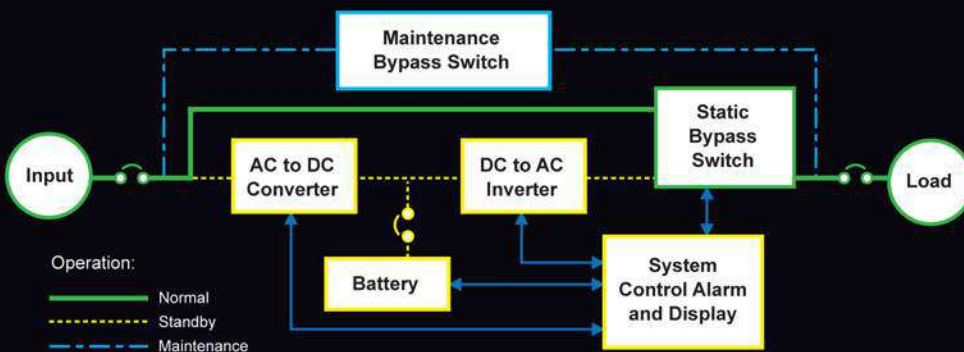 Maintenance
Bypass Switch
Static
Bypass
Switch
Input
AC to DC
Converter
DC to AC
Inverter
Load
Battery
System
Control Alarm
and Display
Operation:
Normal
Standby
Maintenance